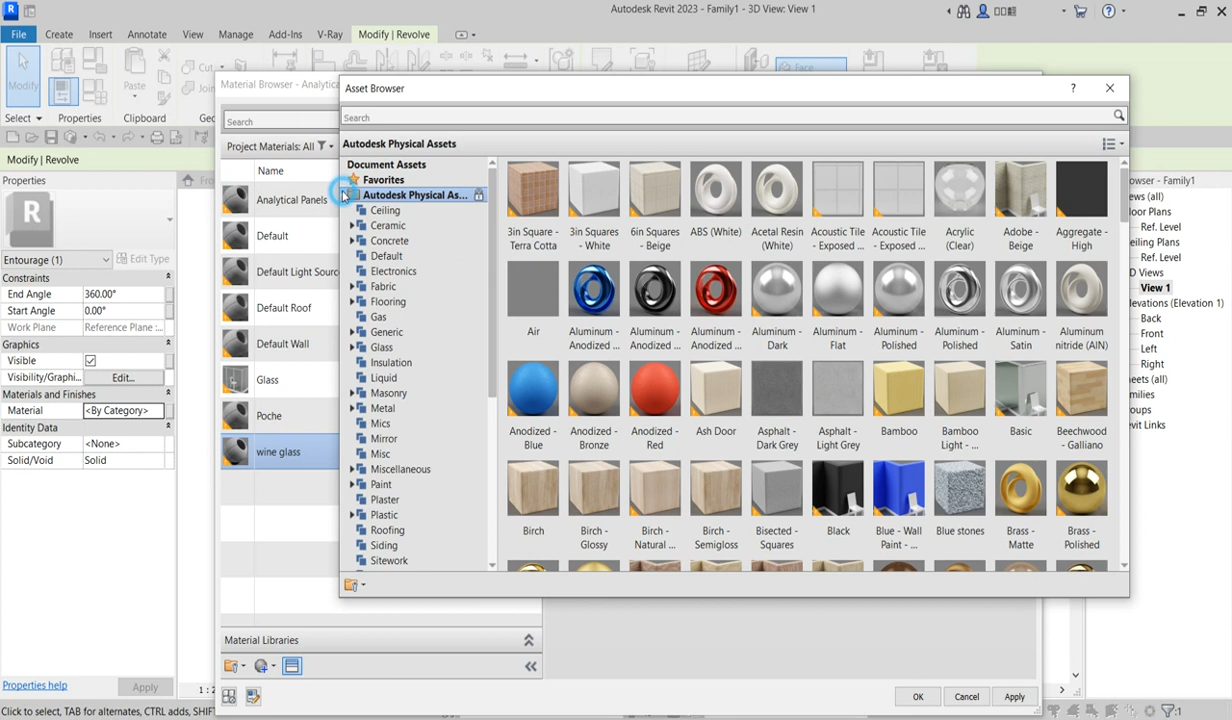 Autodesk Revit 2023 - Family1 - 3D View: View 1
File Create Insert Annotate View Manage Add-Ins V-Ray Modify | Revolve
Modify
Paste
Cut
Join
Face
Select Properties Clipboard
Modify | Revolve
Properties
R
Entourage (1)
Edit Type
Constraints
End Angle 360.00°
Start Angle 0.00°
Work Plane Reference Plane :...
Graphics
Visible
Visibility/Graphi... Edit...
Materials and Finishes
Material <By Category>
Identity Data
Subcategory <None>
Solid/Void Solid
Properties help
Apply
Click to select, TAB for alternates, CTRL adds, SHIFT
Material Browser - Analytica
Search
Project Materials: All
Name
Analytical Panels
Default
Default Light Source
Default Roof
Default Wall
Glass
Poche
wine glass
Material Libraries
OK Cancel Apply
Asset Browser
Search
Autodesk Physical Assets
Document Assets
Favorites
Autodesk Physical As...
Ceiling
Ceramic
Concrete
Default
Electronics
Fabric
Flooring
Gas
Generic
Glass
Insulation
Liquid
Masonry
Metal
Mics
Mirror
Misc
Miscellaneous
Paint
Plaster
Plastic
Roofing
Siding
Sitework
3in Square - Terra Cotta
3in Squares - White
6in Squares - Beige
ABS (White)
Acetal Resin (White)
Acoustic Tile - Exposed ...
Acoustic Tile - Exposed ...
Acrylic (Clear)
Adobe - Beige
Aggregate - High
Air
Aluminum - Anodized ...
Aluminum - Anodized ...
Aluminum - Anodized ...
Aluminum - Dark
Aluminum - Flat
Aluminum - Polished
Aluminum - Polished
Aluminum - Satin
Aluminum nitride (AlN)
Anodized - Blue
Anodized - Bronze
Anodized - Red
Ash Door
Asphalt - Dark Grey
Asphalt - Light Grey
Bamboo
Bamboo Light - ...
Basic
Beechwood - Galliano
Birch
Birch - Glossy
Birch - Natural ...
Birch - Semigloss
Bisected - Squares
Black
Blue - Wall Paint - ...
Blue stones
Brass - Matte
Brass - Polished
owser - Family1
ews (all)
loor Plans
Ref. Level
eiling Plans
Ref. Level
D Views
View 1
levations (Elevation 1)
Back
Front
Left
Right
heets (all)
milies
oups
evit Links
1 : 2
:1